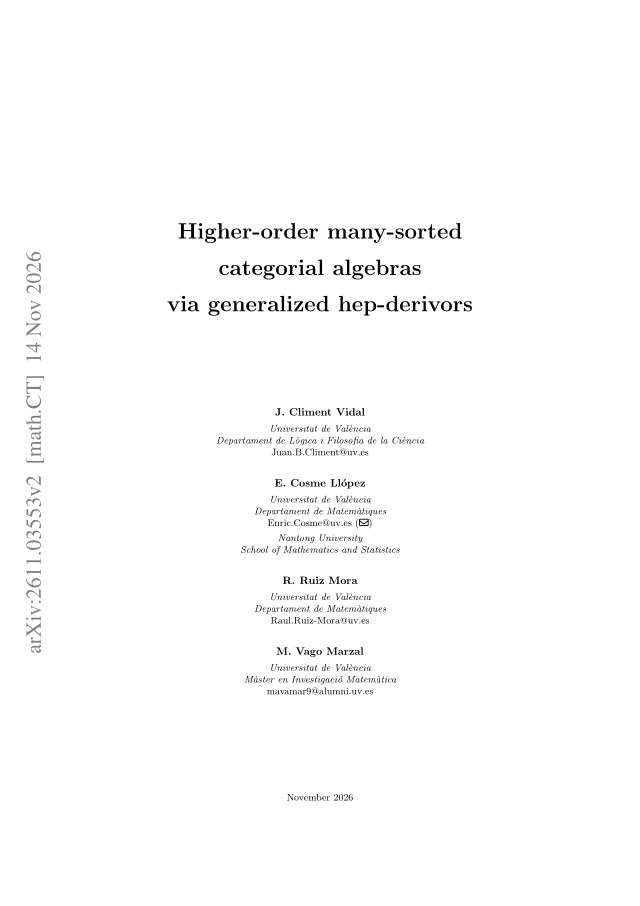 Higher-order many-sorted
categorial algebras
via generalized hep-derivors
J. Climent Vidal
Universitat de València
Departament de Lògica i Filosofia de la Ciència
Juan.B.Climent@uv.es
E. Cosme Llópez
Universitat de València
Departament de Matemàtiques
Enric.Cosme@uv.es (✉)
Nantong University
School of Mathematics and Statistics
R. Ruiz Mora
Universitat de València
Departament de Matemàtiques
Raul.Ruiz-Mora@uv.es
M. Vago Marzal
Universitat de València
Màster en Investigació Matemàtica
mavamar9@alumni.uv.es
November 2026
arXiv:2611.03553v2 [math.CT] 14 Nov 2026